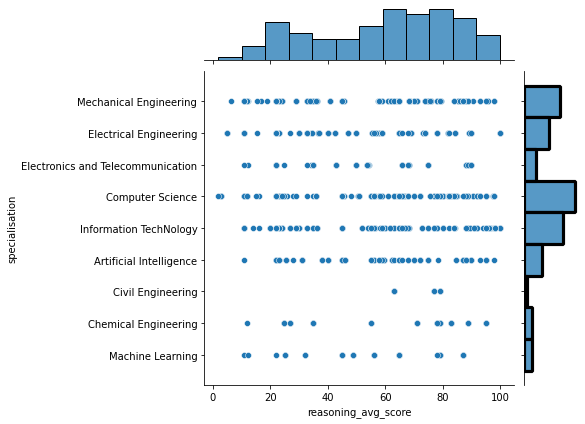 Mechanical Engineering
Electrical Engineering
Electronics and Telecommunication
Computer Science
Information TechNology
Artificial Intelligence
Civil Engineering
Chemical Engineering
Machine Learning
specialisation
0 20 40 60 80 100
reasoning_avg_score